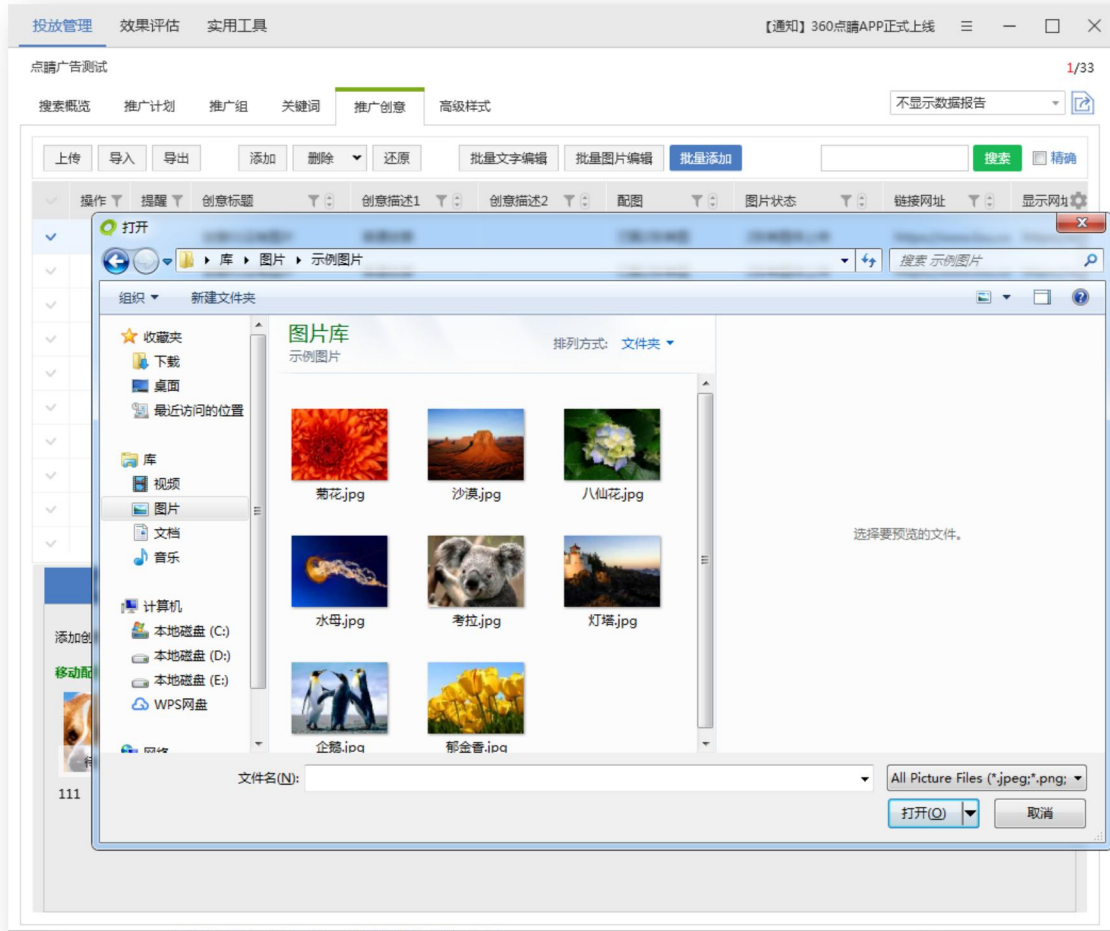 投放管理 效果评估 实用工具 【通知】360点睛APP正式上线
点睛广告测试 1/33
搜索概览 推广计划 推广组 关键词 推广创意 高级样式 不显示数据报告
上传 导入 导出 添加 删除 还原 批量文字编辑 批量图片编辑 批量添加 搜索 精确
操作 提醒 创意标题 创意描述1 创意描述2 配图 图片状态 链接网址 显示网址
打开
库 图片 示例图片 搜索 示例图片
组织 新建文件夹
收藏夹
下载
桌面
最近访问的位置
库
视频
图片
文档
音乐
计算机
本地磁盘 (C:)
本地磁盘 (D:)
本地磁盘 (E:)
WPS网盘
网络
图片库
示例图片
排列方式: 文件夹
菊花.jpg 沙漠.jpg 八仙花.jpg
水母.jpg 考拉.jpg 灯塔.jpg
企鹅.jpg 郁金香.jpg
选择要预览的文件。
添加创
移动配
待
111
文件名(N): All Picture Files (*.jpeg;*.png;
打开(O) 取消